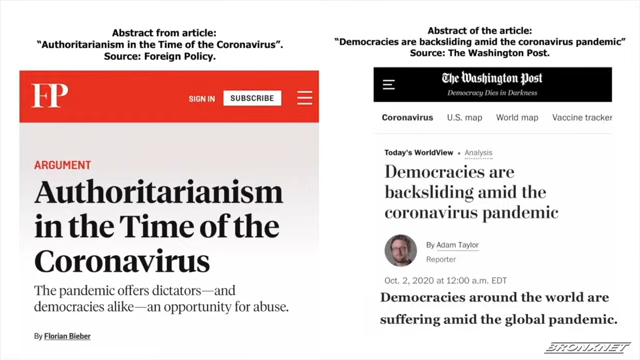 Abstract from article:
“Authoritarianism in the Time of the Coronavirus”.
Source: Foreign Policy.
FP
SIGN IN
SUBSCRIBE
ARGUMENT
Authoritarianism
in the Time of the
Coronavirus
The pandemic offers dictators—and
democracies alike—an opportunity for abuse.
By Florian Bieber
Abstract of the article:
“Democracies are backsliding amid the coronavirus pandemic”
Source: The Washington Post.
The Washington Post
Democracy Dies in Darkness
Coronavirus U.S. map World map Vaccine tracker
Today's WorldView • Analysis
Democracies are
backsliding amid the
coronavirus pandemic
By Adam Taylor
Reporter
Oct. 2, 2020 at 12:00 a.m. EDT
Democracies around the world are
suffering amid the global pandemic.
BRONXNET